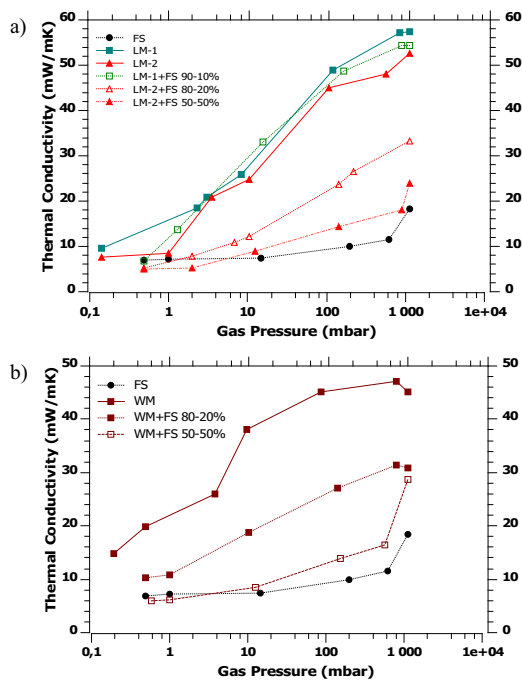 a)
Thermal Conductivity (mW/mK)
60
50
40
30
20
10
0
FS
LM-1
LM-2
LM-1+FS 90-10%
LM-2+FS 80-20%
LM-2+FS 50-50%
60
50
40
30
20
10
0
0,1 1 10 100 1 000 1e+04
Gas Pressure (mbar)
b)
Thermal Conductivity (mW/mK)
50
40
30
20
10
0
FS
WM
WM+FS 80-20%
WM+FS 50-50%
50
40
30
20
10
0
0,1 1 10 100 1 000 1e+04
Gas Pressure (mbar)